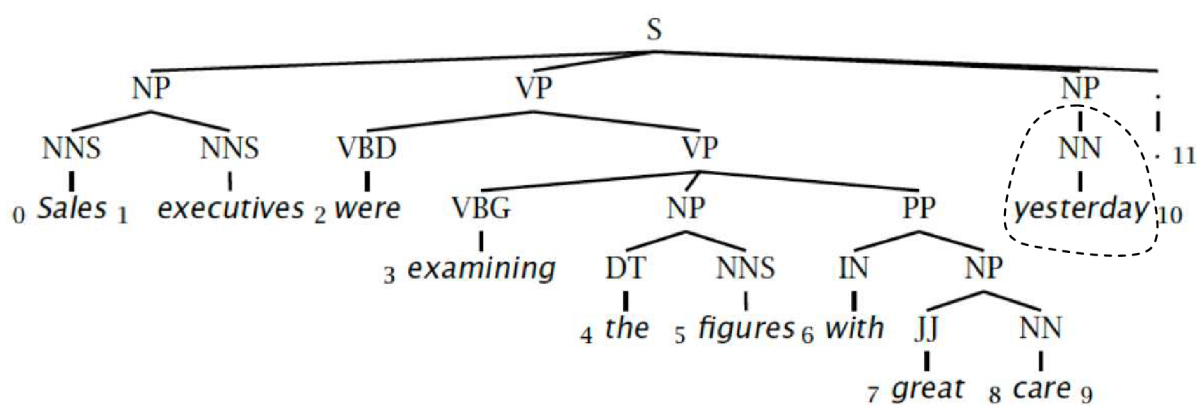 S
NP VP NP .
NNS NNS VBD VP NN . 11
0 Sales 1 executives 2 were VBG NP PP yesterday 10
3 examining DT NNS IN NP
4 the 5 figures 6 with JJ NN
7 great 8 care 9